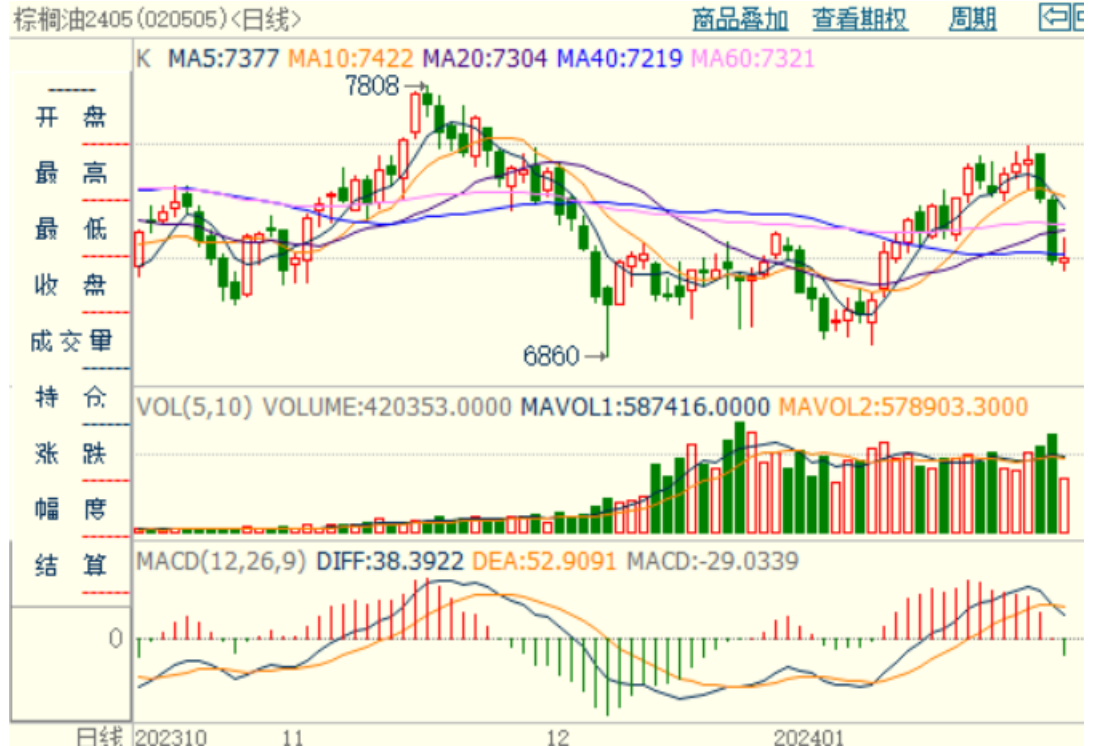 棕榈油2405(020505)<日线> 商品叠加 查看期权 周期
K MA5:7377 MA10:7422 MA20:7304 MA40:7219 MA60:7321
7808
开 盘
最 高
最 低
收 盘
成交量
6860
持 仓
VOL(5,10) VOLUME:420353.0000 MAVOL1:587416.0000 MAVOL2:578903.3000
涨 跌
幅 度
结 算
MACD(12,26,9) DIFF:38.3922 DEA:52.9091 MACD:-29.0339
0
日线 202310 11 12 202401